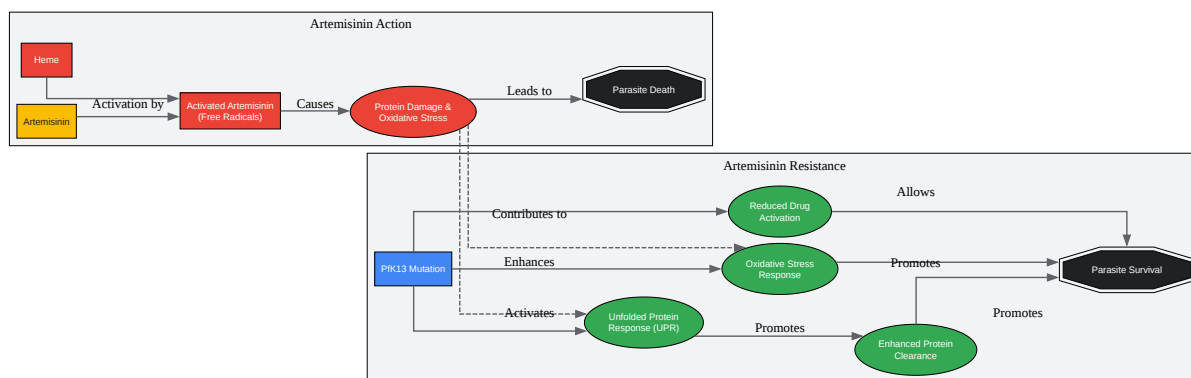 Artemisinin Action
Heme
Artemisinin
Activation by
Activated Artemisinin
(Free Radicals)
Causes
Protein Damage &
Oxidative Stress
Leads to
Parasite Death
Artemisinin Resistance
PfK13 Mutation
Contributes to
Reduced Drug
Activation
Allows
Enhances
Oxidative Stress
Response
Promotes
Parasite Survival
Activates
Unfolded Protein
Response (UPR)
Promotes
Enhanced Protein
Clearance
Promotes